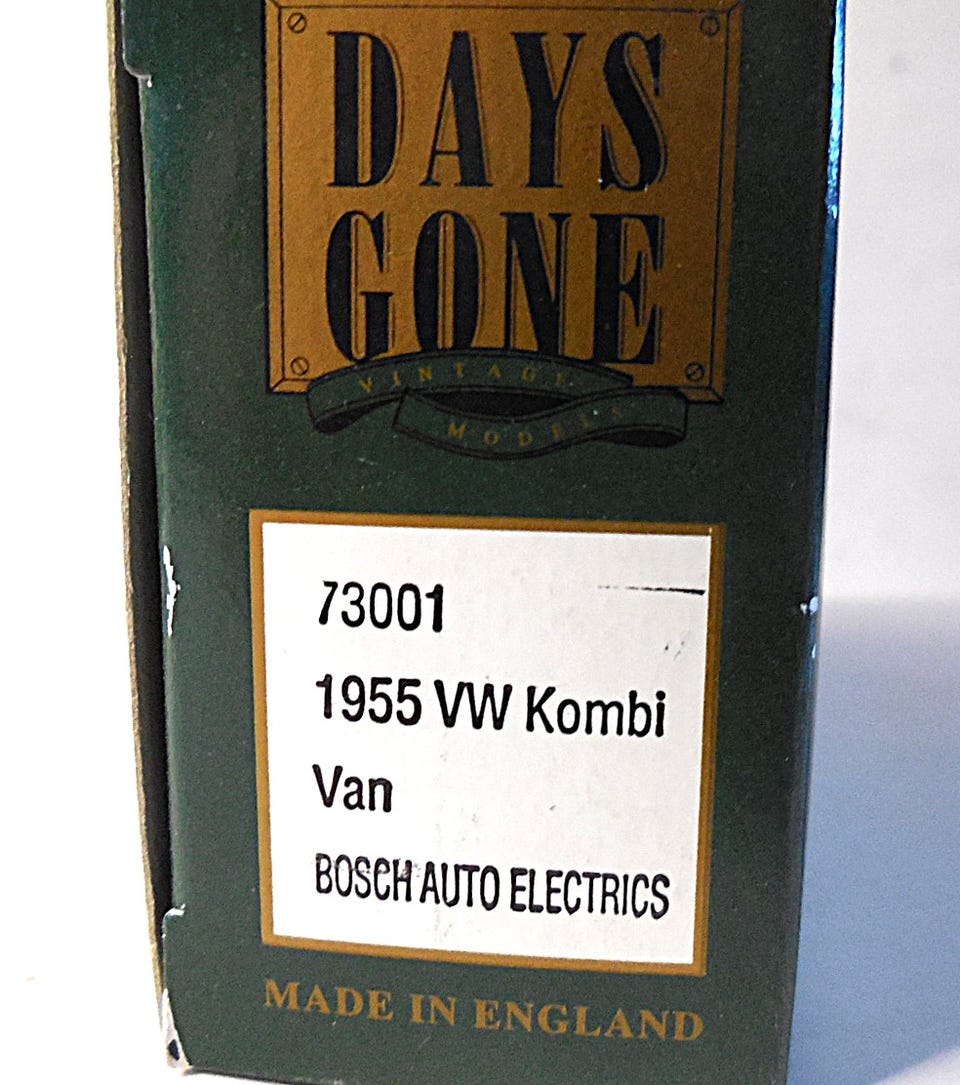 DAYS
GONE
VINTAGE
MODELS
73001
1955 VW Kombi
Van
BOSCH AUTO ELECTRICS
MADE IN ENGLAND